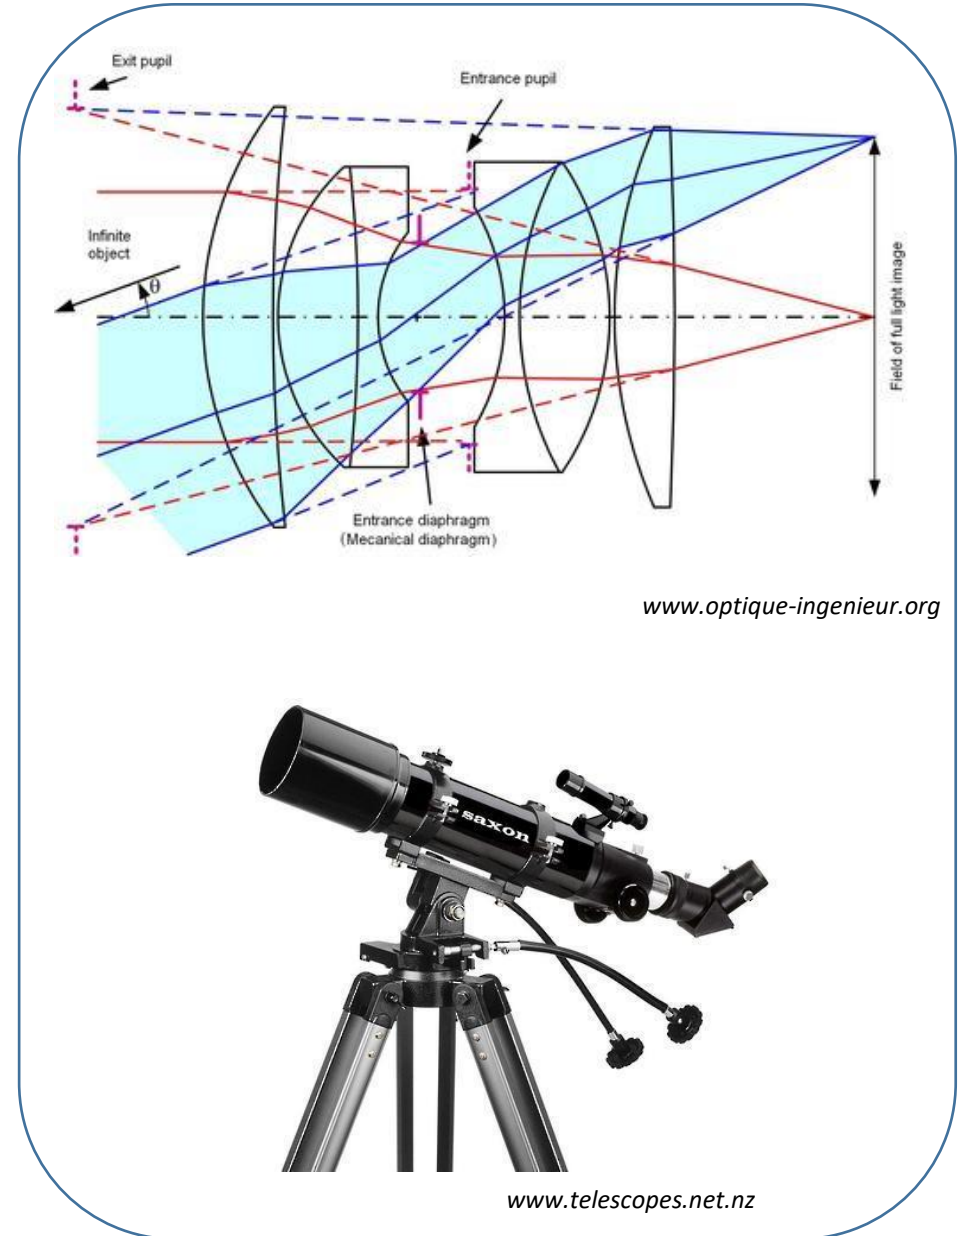 Exit pupil
Entrance pupil
Infinite
object
θ
Field of full light image
Entrance diaphragm
(Mecanical diaphragm)
www.optique-ingenieur.org
saxon
www.telescopes.net.nz